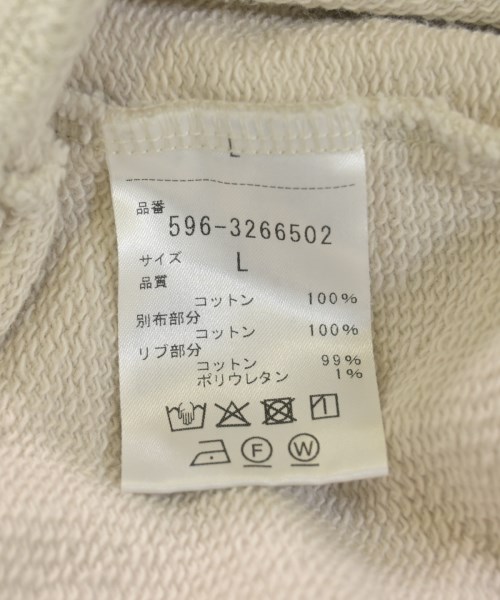 L
品番
596-3266502
サイズ L
品質
コットン 100%
別布部分
コットン 100%
リブ部分
コットン 99%
ポリウレタン 1%
F W